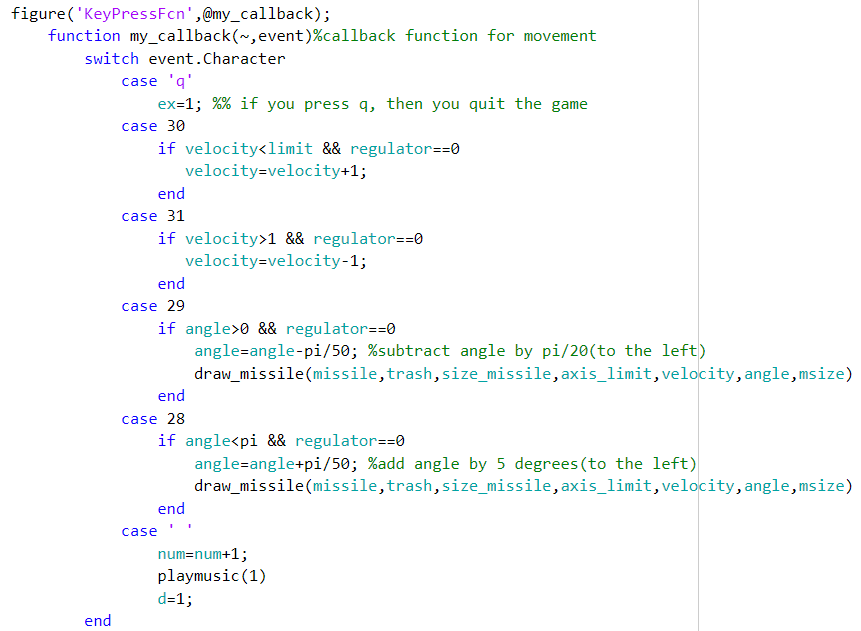 figure('KeyPressFcn',@my_callback);
    function my_callback(~,event)%callback function for movement
        switch event.Character
            case 'q'
                ex=1; %% if you press q, then you quit the game
            case 30
                if velocity<limit && regulator==0
                   velocity=velocity+1;
                end
            case 31
                if velocity>1 && regulator==0
                   velocity=velocity-1;
                end
            case 29
                if angle>0 && regulator==0
                    angle=angle-pi/50; %subtract angle by pi/20(to the left)
                    draw_missile(missile,trash,size_missile,axis_limit,velocity,angle,msize)
                end
            case 28
                if angle<pi && regulator==0
                    angle=angle+pi/50; %add angle by 5 degrees(to the left)
                    draw_missile(missile,trash,size_missile,axis_limit,velocity,angle,msize)
                end
            case ' '
                num=num+1;
                playmusic(1)
                d=1;
        end